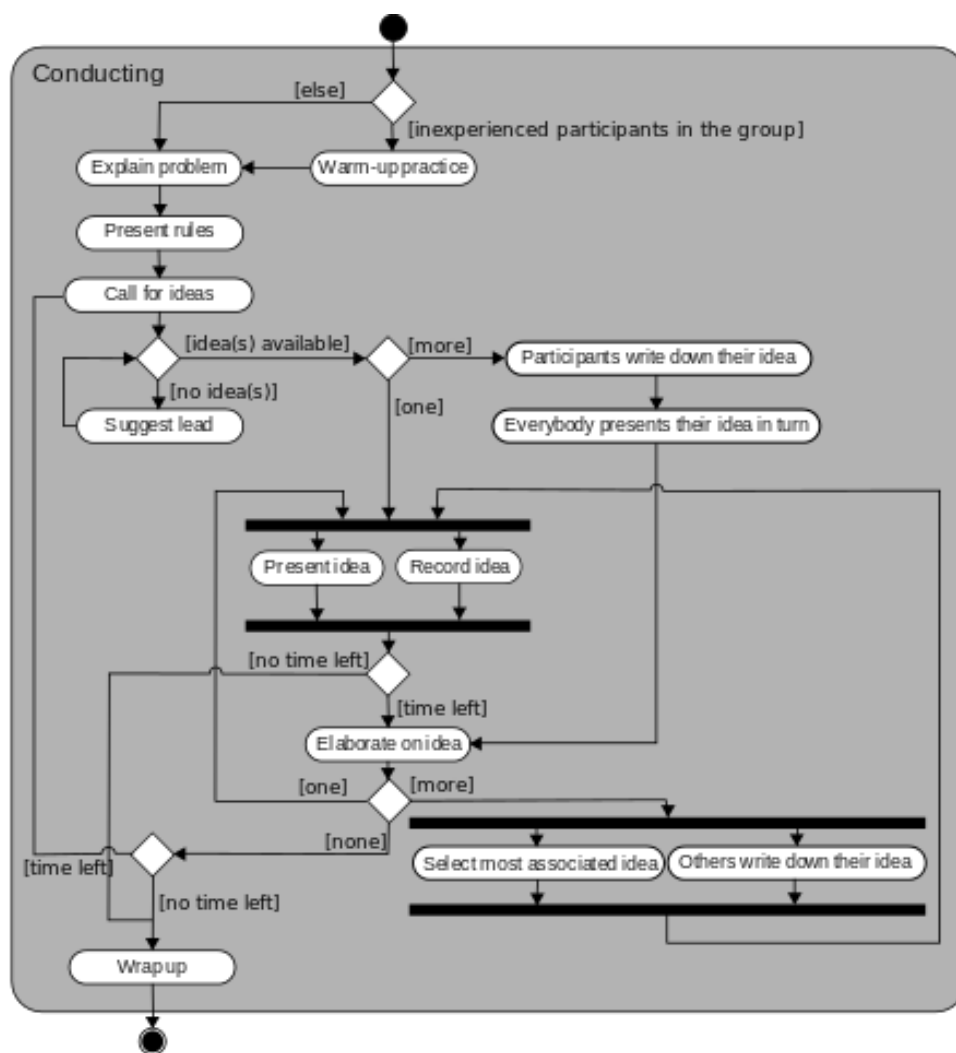 Conducting
[else]
[inexperienced participants in the group]
Explain problem
Warm-up practice
Present rules
Call for ideas
[idea(s) available]
[more]
Participants write down their idea
[no idea(s)]
[one]
Suggest lead
Everybody presents their idea in turn
Present idea
Record idea
[no time left]
[time left]
Elaborate on idea
[one]
[more]
[none]
[time left]
Select most associated idea
Others write down their idea
[no time left]
Wrap up